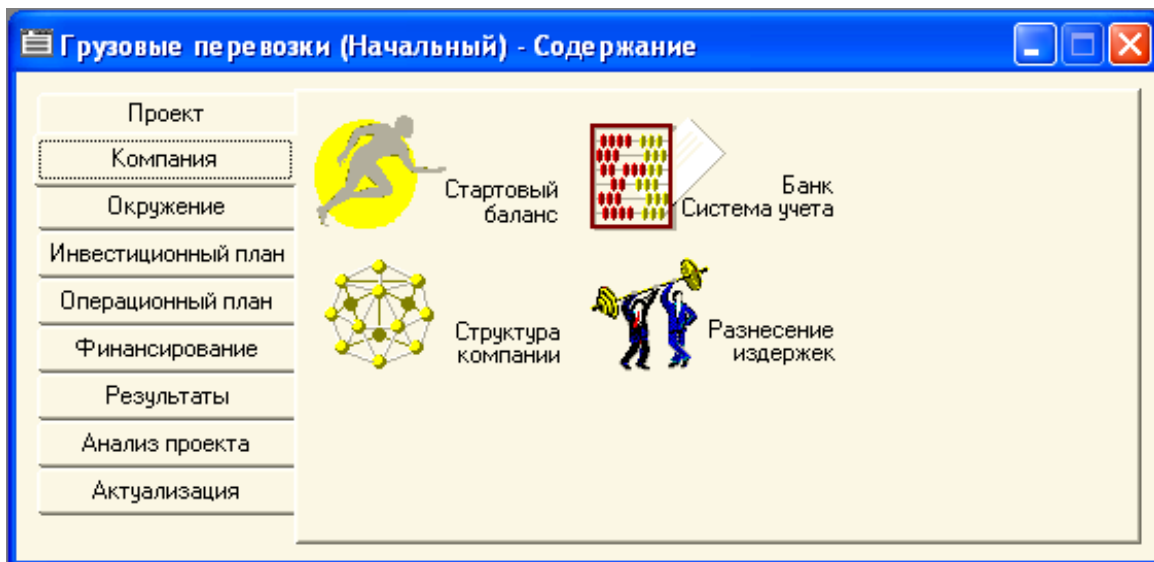 Грузовые перевозки (Начальный) - Содержание
Проект
Компания
Окружение
Инвестиционный план
Операционный план
Финансирование
Результаты
Анализ проекта
Актуализация
Стартовый
баланс
Банк
Система учета
Структура
компании
Разнесение
издержек